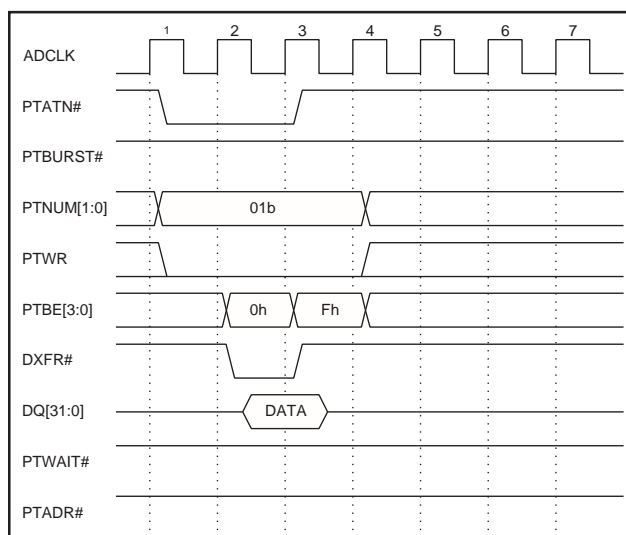 1 2 3 4 5 6 7
ADCLK
PTATN#
PTBURST#
PTNUM[1:0] 01b
PTWR
PTBE[3:0] 0h Fh
DXFR#
DQ[31:0] DATA
PTWAIT#
PTADR#